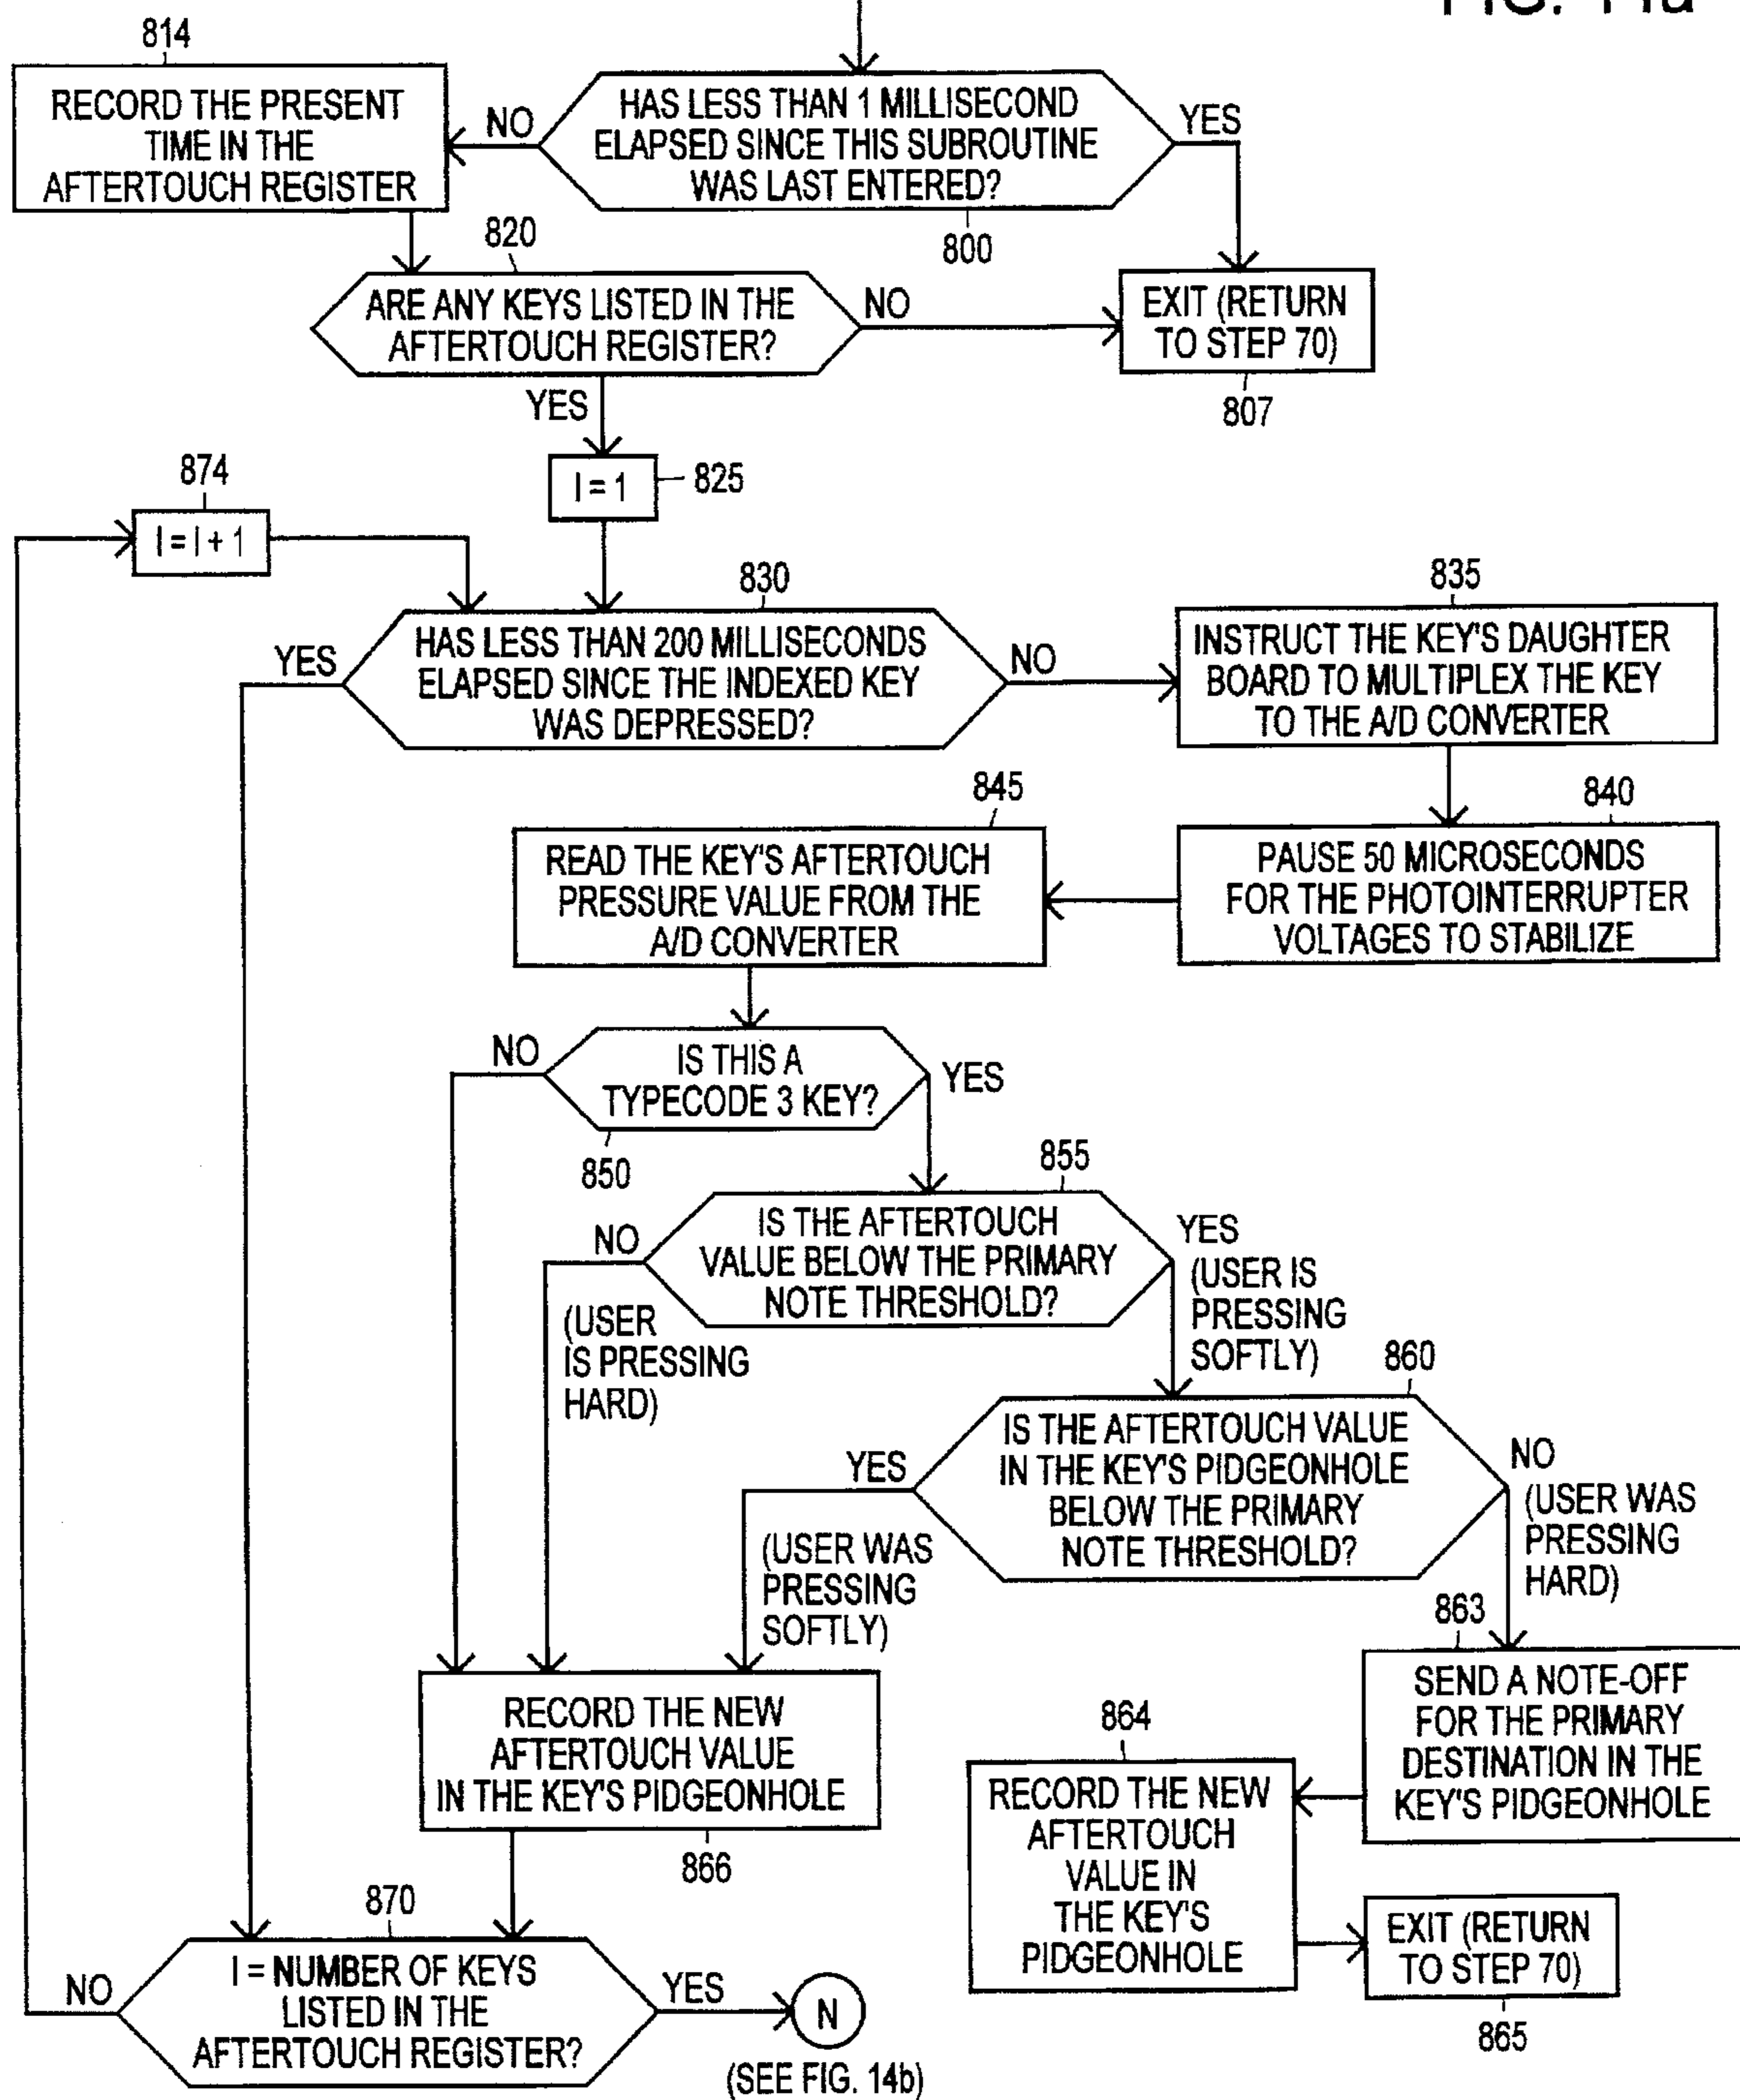 FIG. 14a
814
RECORD THE PRESENT
TIME IN THE
AFTERTOUCH REGISTER
NO
HAS LESS THAN 1 MILLISECOND
ELAPSED SINCE THIS SUBROUTINE
WAS LAST ENTERED?
YES
800
820
ARE ANY KEYS LISTED IN THE
AFTERTOUCH REGISTER?
NO
EXIT (RETURN
TO STEP 70)
807
YES
I = 1
825
874
I = I + 1
830
HAS LESS THAN 200 MILLISECONDS
ELAPSED SINCE THE INDEXED KEY
WAS DEPRESSED?
YES
NO
835
INSTRUCT THE KEY'S DAUGHTER
BOARD TO MULTIPLEX THE KEY
TO THE A/D CONVERTER
840
PAUSE 50 MICROSECONDS
FOR THE PHOTOINTERRUPTER
VOLTAGES TO STABILIZE
845
READ THE KEY'S AFTERTOUCH
PRESSURE VALUE FROM THE
A/D CONVERTER
NO
IS THIS A
TYPECODE 3 KEY?
YES
850
855
NO
IS THE AFTERTOUCH
VALUE BELOW THE PRIMARY
NOTE THRESHOLD?
YES
(USER IS
PRESSING
SOFTLY)
(USER
IS PRESSING
HARD)
860
IS THE AFTERTOUCH VALUE
IN THE KEY'S PIDGEONHOLE
BELOW THE PRIMARY
NOTE THRESHOLD?
YES
(USER WAS
PRESSING
SOFTLY)
NO
(USER WAS
PRESSING
HARD)
863
SEND A NOTE-OFF
FOR THE PRIMARY
DESTINATION IN THE
KEY'S PIDGEONHOLE
864
RECORD THE NEW
AFTERTOUCH
VALUE IN
THE KEY'S
PIDGEONHOLE
EXIT (RETURN
TO STEP 70)
865
RECORD THE NEW
AFTERTOUCH VALUE
IN THE KEY'S PIDGEONHOLE
866
870
I = NUMBER OF KEYS
LISTED IN THE
AFTERTOUCH REGISTER?
NO
YES
N
(SEE FIG. 14b)